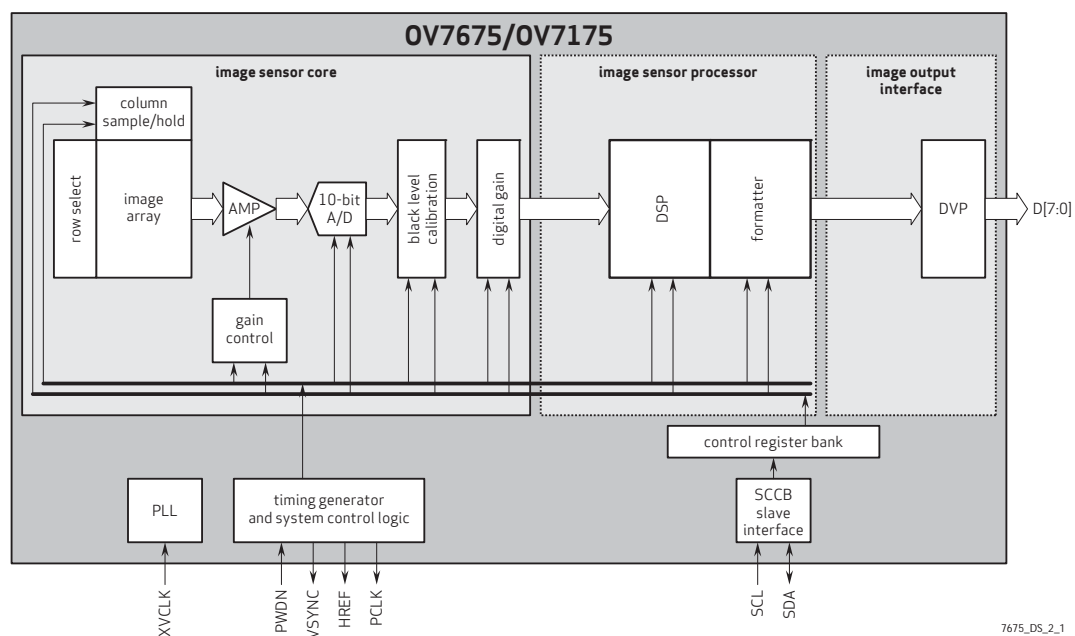 OV7675/OV7175
image sensor core
image sensor processor
image output
interface
column
sample/hold
row select
image
array
AMP
10-bit
A/D
black level
calibration
digital gain
DSP
formatter
DVP
D[7:0]
gain
control
control register bank
PLL
timing generator
and system control logic
SCCB
slave
interface
XVCLK
PWDN
VSYNC
HREF
PCLK
SCL
SDA
7675_DS_2_1